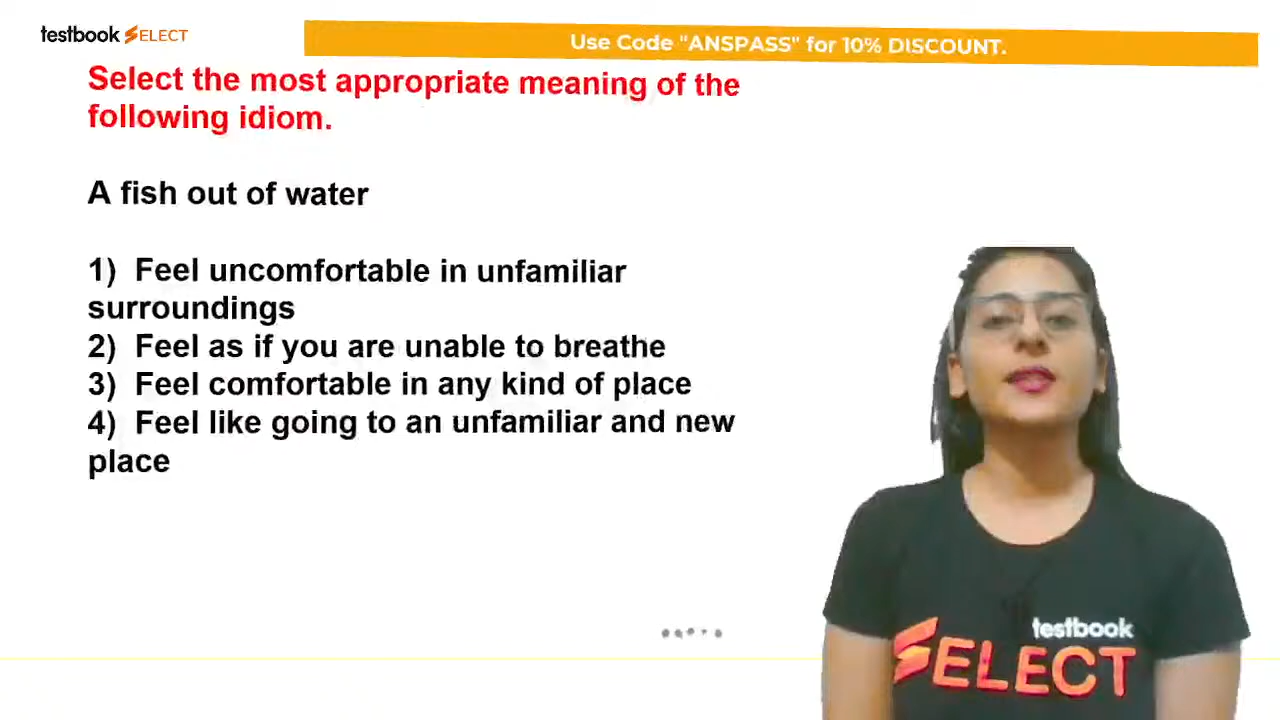 testbook SELECT
Use Code "ANSPASS" for 10% DISCOUNT.
Select the most appropriate meaning of the
following idiom.
A fish out of water
1) Feel uncomfortable in unfamiliar
surroundings
2) Feel as if you are unable to breathe
3) Feel comfortable in any kind of place
4) Feel like going to an unfamiliar and new
place
testbook
SELECT